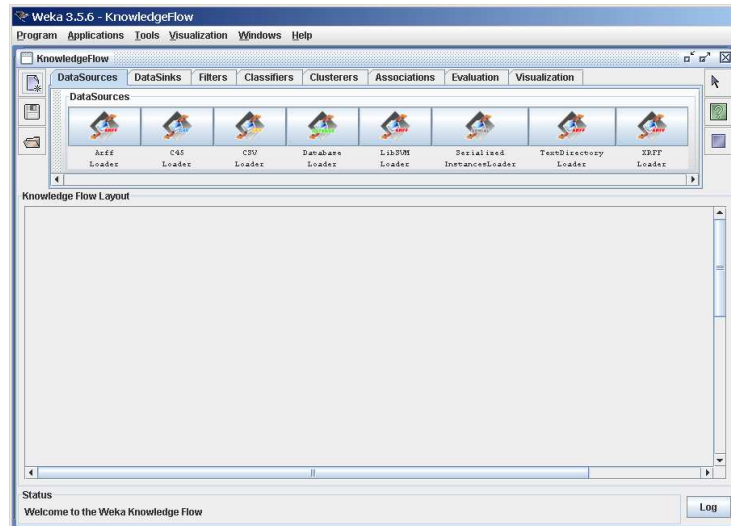 Weka 3.5.6 - KnowledgeFlow
Program Applications Tools Visualization Windows Help
KnowledgeFlow
DataSources DataSinks Filters Classifiers Clusterers Associations Evaluation Visualization
DataSources
Arff Loader
C45 Loader
CSV Loader
Database Loader
LibSVM Loader
Serialized InstancesLoader
TextDirectory Loader
XRFF Loader
Knowledge Flow Layout
Status
Welcome to the Weka Knowledge Flow
Log